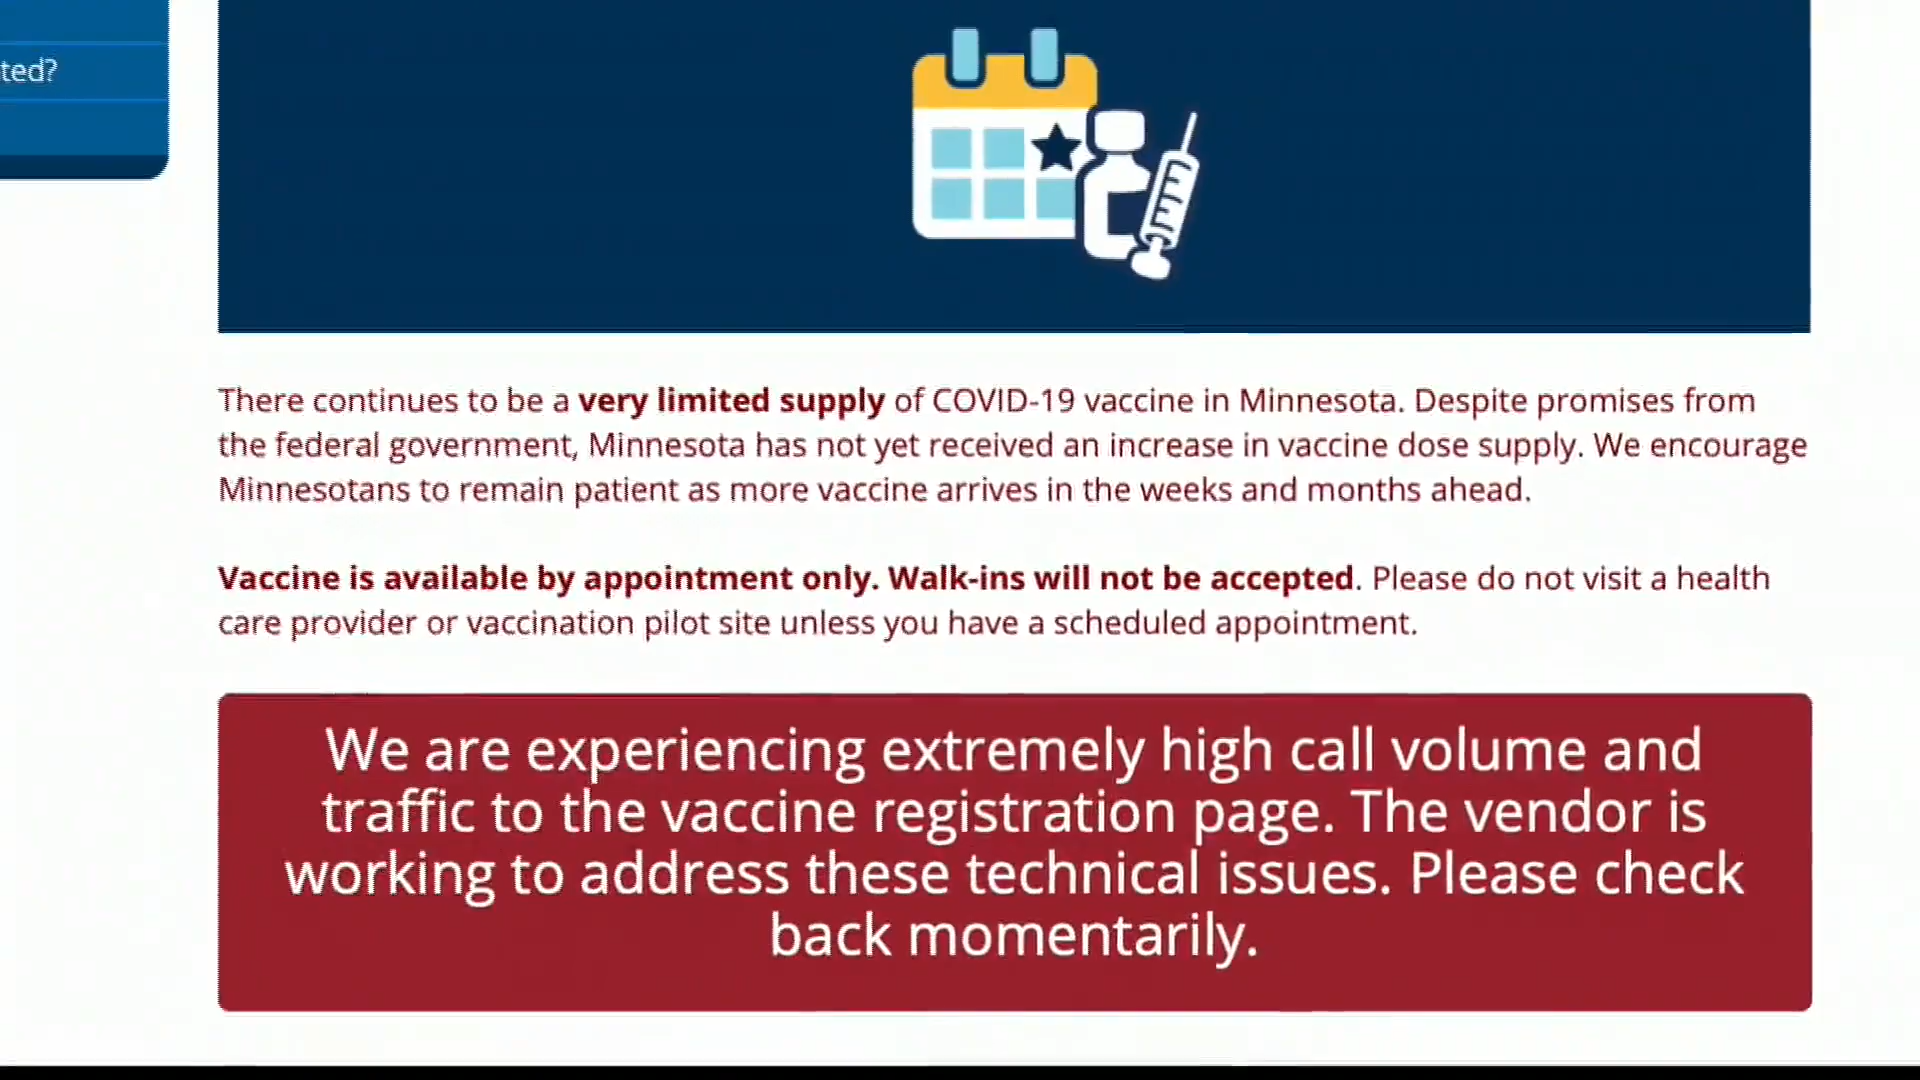 ted?
There continues to be a very limited supply of COVID-19 vaccine in Minnesota. Despite promises from
the federal government, Minnesota has not yet received an increase in vaccine dose supply. We encourage
Minnesotans to remain patient as more vaccine arrives in the weeks and months ahead.
Vaccine is available by appointment only. Walk-ins will not be accepted. Please do not visit a health
care provider or vaccination pilot site unless you have a scheduled appointment.
We are experiencing extremely high call volume and
traffic to the vaccine registration page. The vendor is
working to address these technical issues. Please check
back momentarily.